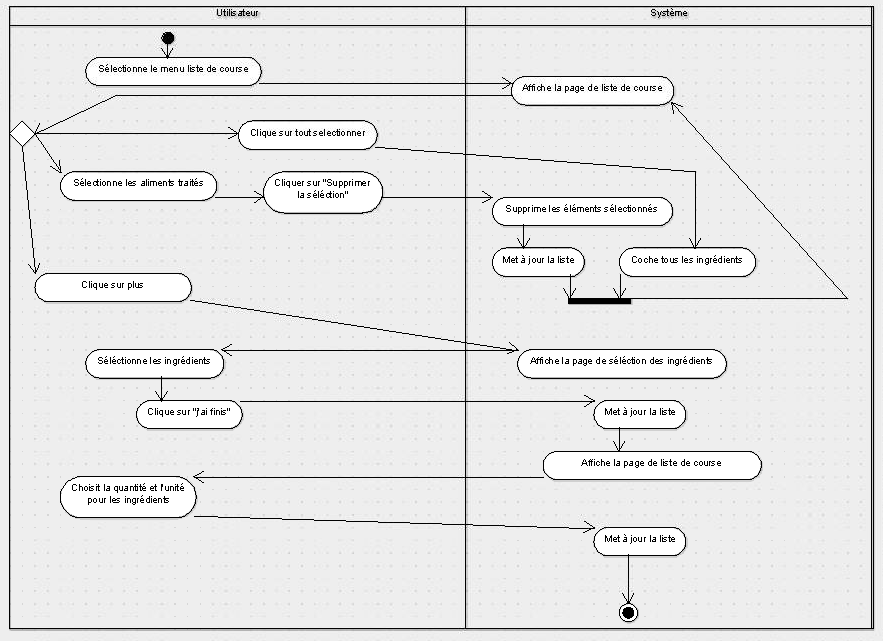 Utilisateur
Système
Sélectionne le menu liste de course
Affiche la page de liste de course
Clique sur tout selectionner
Sélectionne les aliments traités
Cliquer sur "Supprimer
la séléction"
Supprime les éléments sélectionnés
Met à jour la liste
Coche tous les ingrédients
Clique sur plus
Séléctionne les ingrédients
Affiche la page de séléction des ingrédients
Clique sur "j'ai finis"
Met à jour la liste
Affiche la page de liste de course
Choisit la quantité et l'unité
pour les ingrédients
Met à jour la liste